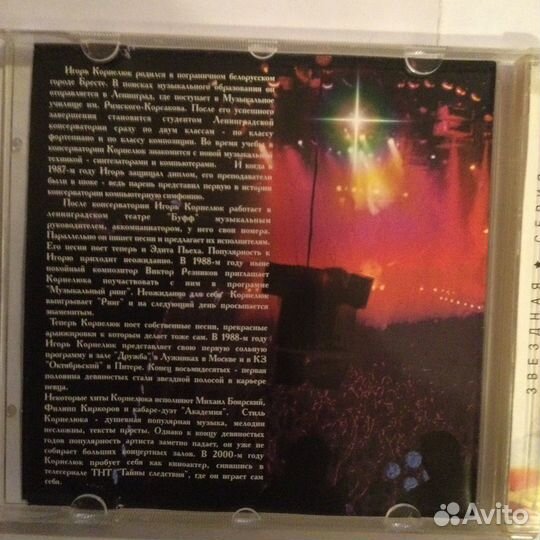 Игорь Корнелюк родился в пограничном белорусском
городе Бресте. В поисках музыкального образования он
отправляется в Ленинград, где поступает в Музыкальное
училище им. Римского-Корсакова. После его успешного
завершения становится студентом Ленинградской
консерватории сразу по двум классам - по классу
фортепиано и по классу композиции. Во время учебы в
консерватории Корнелюк знакомится с новой музыкальной
техникой - синтезаторами и компьютерами. И когда в
1987-м году Игорь защищал диплом, его преподаватели
были в шоке - ведь парень представил первую в истории
консерватории компьютерную симфонию.
После консерватории Игорь Корнелюк работает в
ленинградском театре "Буфф" музыкальным
руководителем, аккомпаниатором, у него свои номера.
Параллельно он пишет песни и предлагает их исполнителям.
Его песни поет теперь и Эдита Пьеха. Популярность к
Игорю приходит неожиданно. В 1988-м году ныне
покойный композитор Виктор Резников приглашает
Корнелюка поучаствовать с ним в программе
"Музыкальный ринг". Неожиданно для себя Корнелюк
выигрывает "Ринг" и на следующий день просыпается
знаменитым.
Теперь Корнелюк поет собственные песни, прекрасные
аранжировки к которым делает тоже сам. В 1988-м году
Игорь Корнелюк представляет свою первую сольную
программу в зале "Дружба", в Лужниках в Москве и в КЗ
"Октябрьский" в Питере. Конец восьмидесятых - первая
половина девяностых стали звездной полосой в карьере
певца.
Некоторые хиты Корнелюка исполняют Михаил Боярский,
Филипп Киркоров и кабаре-дуэт "Академия". Стиль
Корнелюка - душевная популярная музыка, мелодии
несложны, тексты просты. Однако к концу девяностых
годов популярность артиста заметно падает, он уже не
собирает больших концертных залов. В 2000-м году
Корнелюк пробует себя как киноактер, снявшись в
телесериале ТНТ "Тайны следствия", где он играет сам
себя.
ЗВЕЗДНАЯ ★ СЕРИЯ
Avito